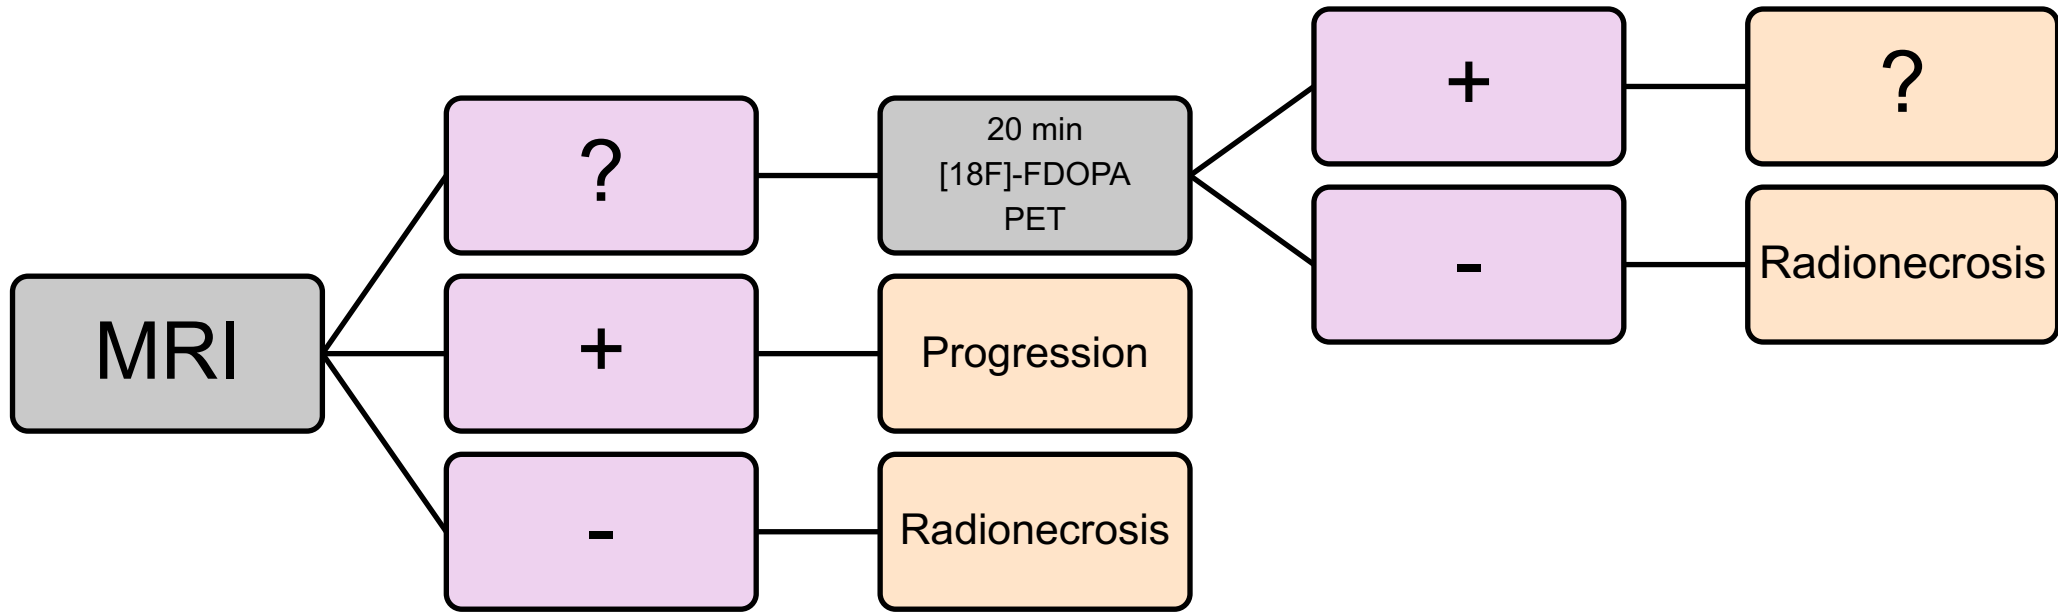 MRI
?
+
-
20 min
[18F]-FDOPA
PET
Progression
Radionecrosis
+
-
?
Radionecrosis